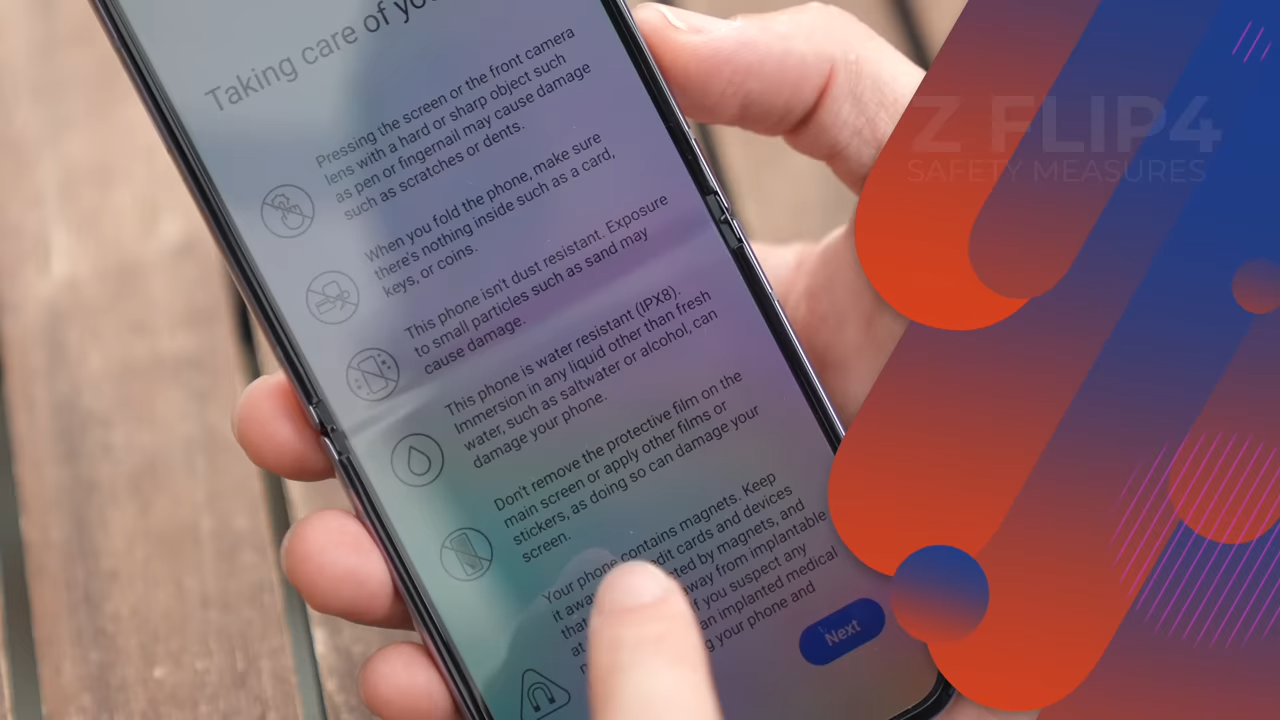 Taking care of you
Pressing the screen or the front camera
lens with a hard or sharp object such
as pen or fingernail may cause damage
such as scratches or dents.
When you fold the phone, make sure
there's nothing inside such as a card,
keys, or coins.
This phone isn't dust resistant. Exposure
to small particles such as sand may
cause damage.
This phone is water resistant (IPX8).
Immersion in any liquid other than fresh
water, such as saltwater or alcohol, can
damage your phone.
Don't remove the protective film on the
main screen or apply other films or
stickers, as doing so can damage your
screen.
Your phone contains magnets. Keep
it away dit cards and devices
that ted by magnets, and
at way from implantable
if you suspect any
an implanted medical
g your phone and
Next
Z FLIP4
SAFETY MEASURES